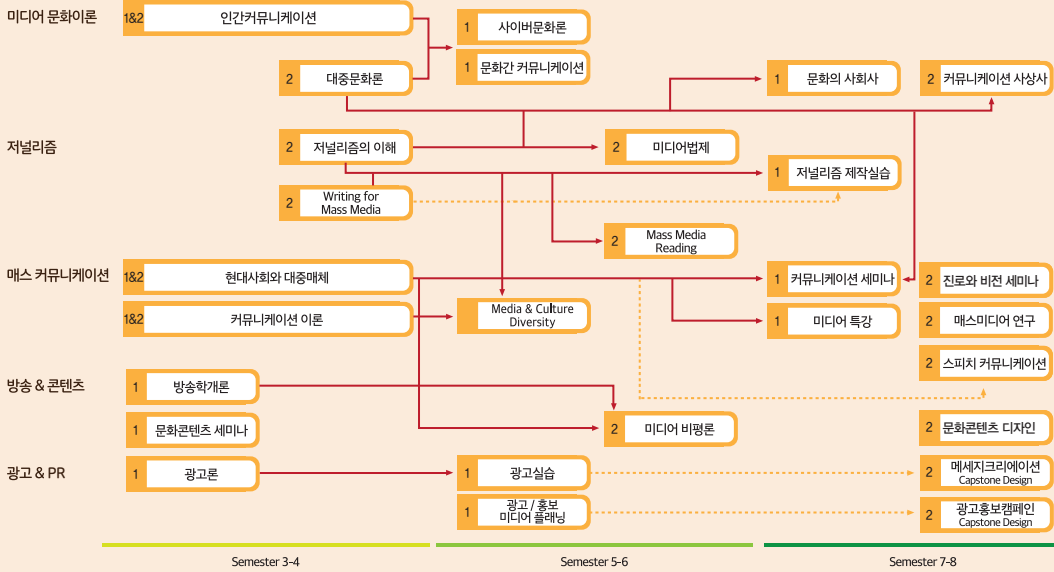 미디어 문화이론
1&2 인간커뮤니케이션
1 사이버문화론
1 문화간 커뮤니케이션
2 대중문화론
1 문화의 사회사
2 커뮤니케이션 사상사
저널리즘
2 저널리즘의 이해
2 미디어법제
1 저널리즘 제작실습
2 Writing for
Mass Media
2 Mass Media
Reading
매스 커뮤니케이션
1&2 현대사회와 대중매체
1 커뮤니케이션 세미나
2 진로와 비전 세미나
1&2 커뮤니케이션 이론
Media & Culture
Diversity
1 미디어 특강
2 매스미디어 연구
2 스피치 커뮤니케이션
방송 & 콘텐츠
1 방송학개론
1 문화콘텐츠 세미나
2 미디어 비평론
2 문화콘텐츠 디자인
광고 & PR
1 광고론
1 광고실습
2 메세지크리에이션
Capstone Design
1 광고 / 홍보
미디어 플래닝
2 광고홍보캠페인
Capstone Design
Semester 3-4
Semester 5-6
Semester 7-8